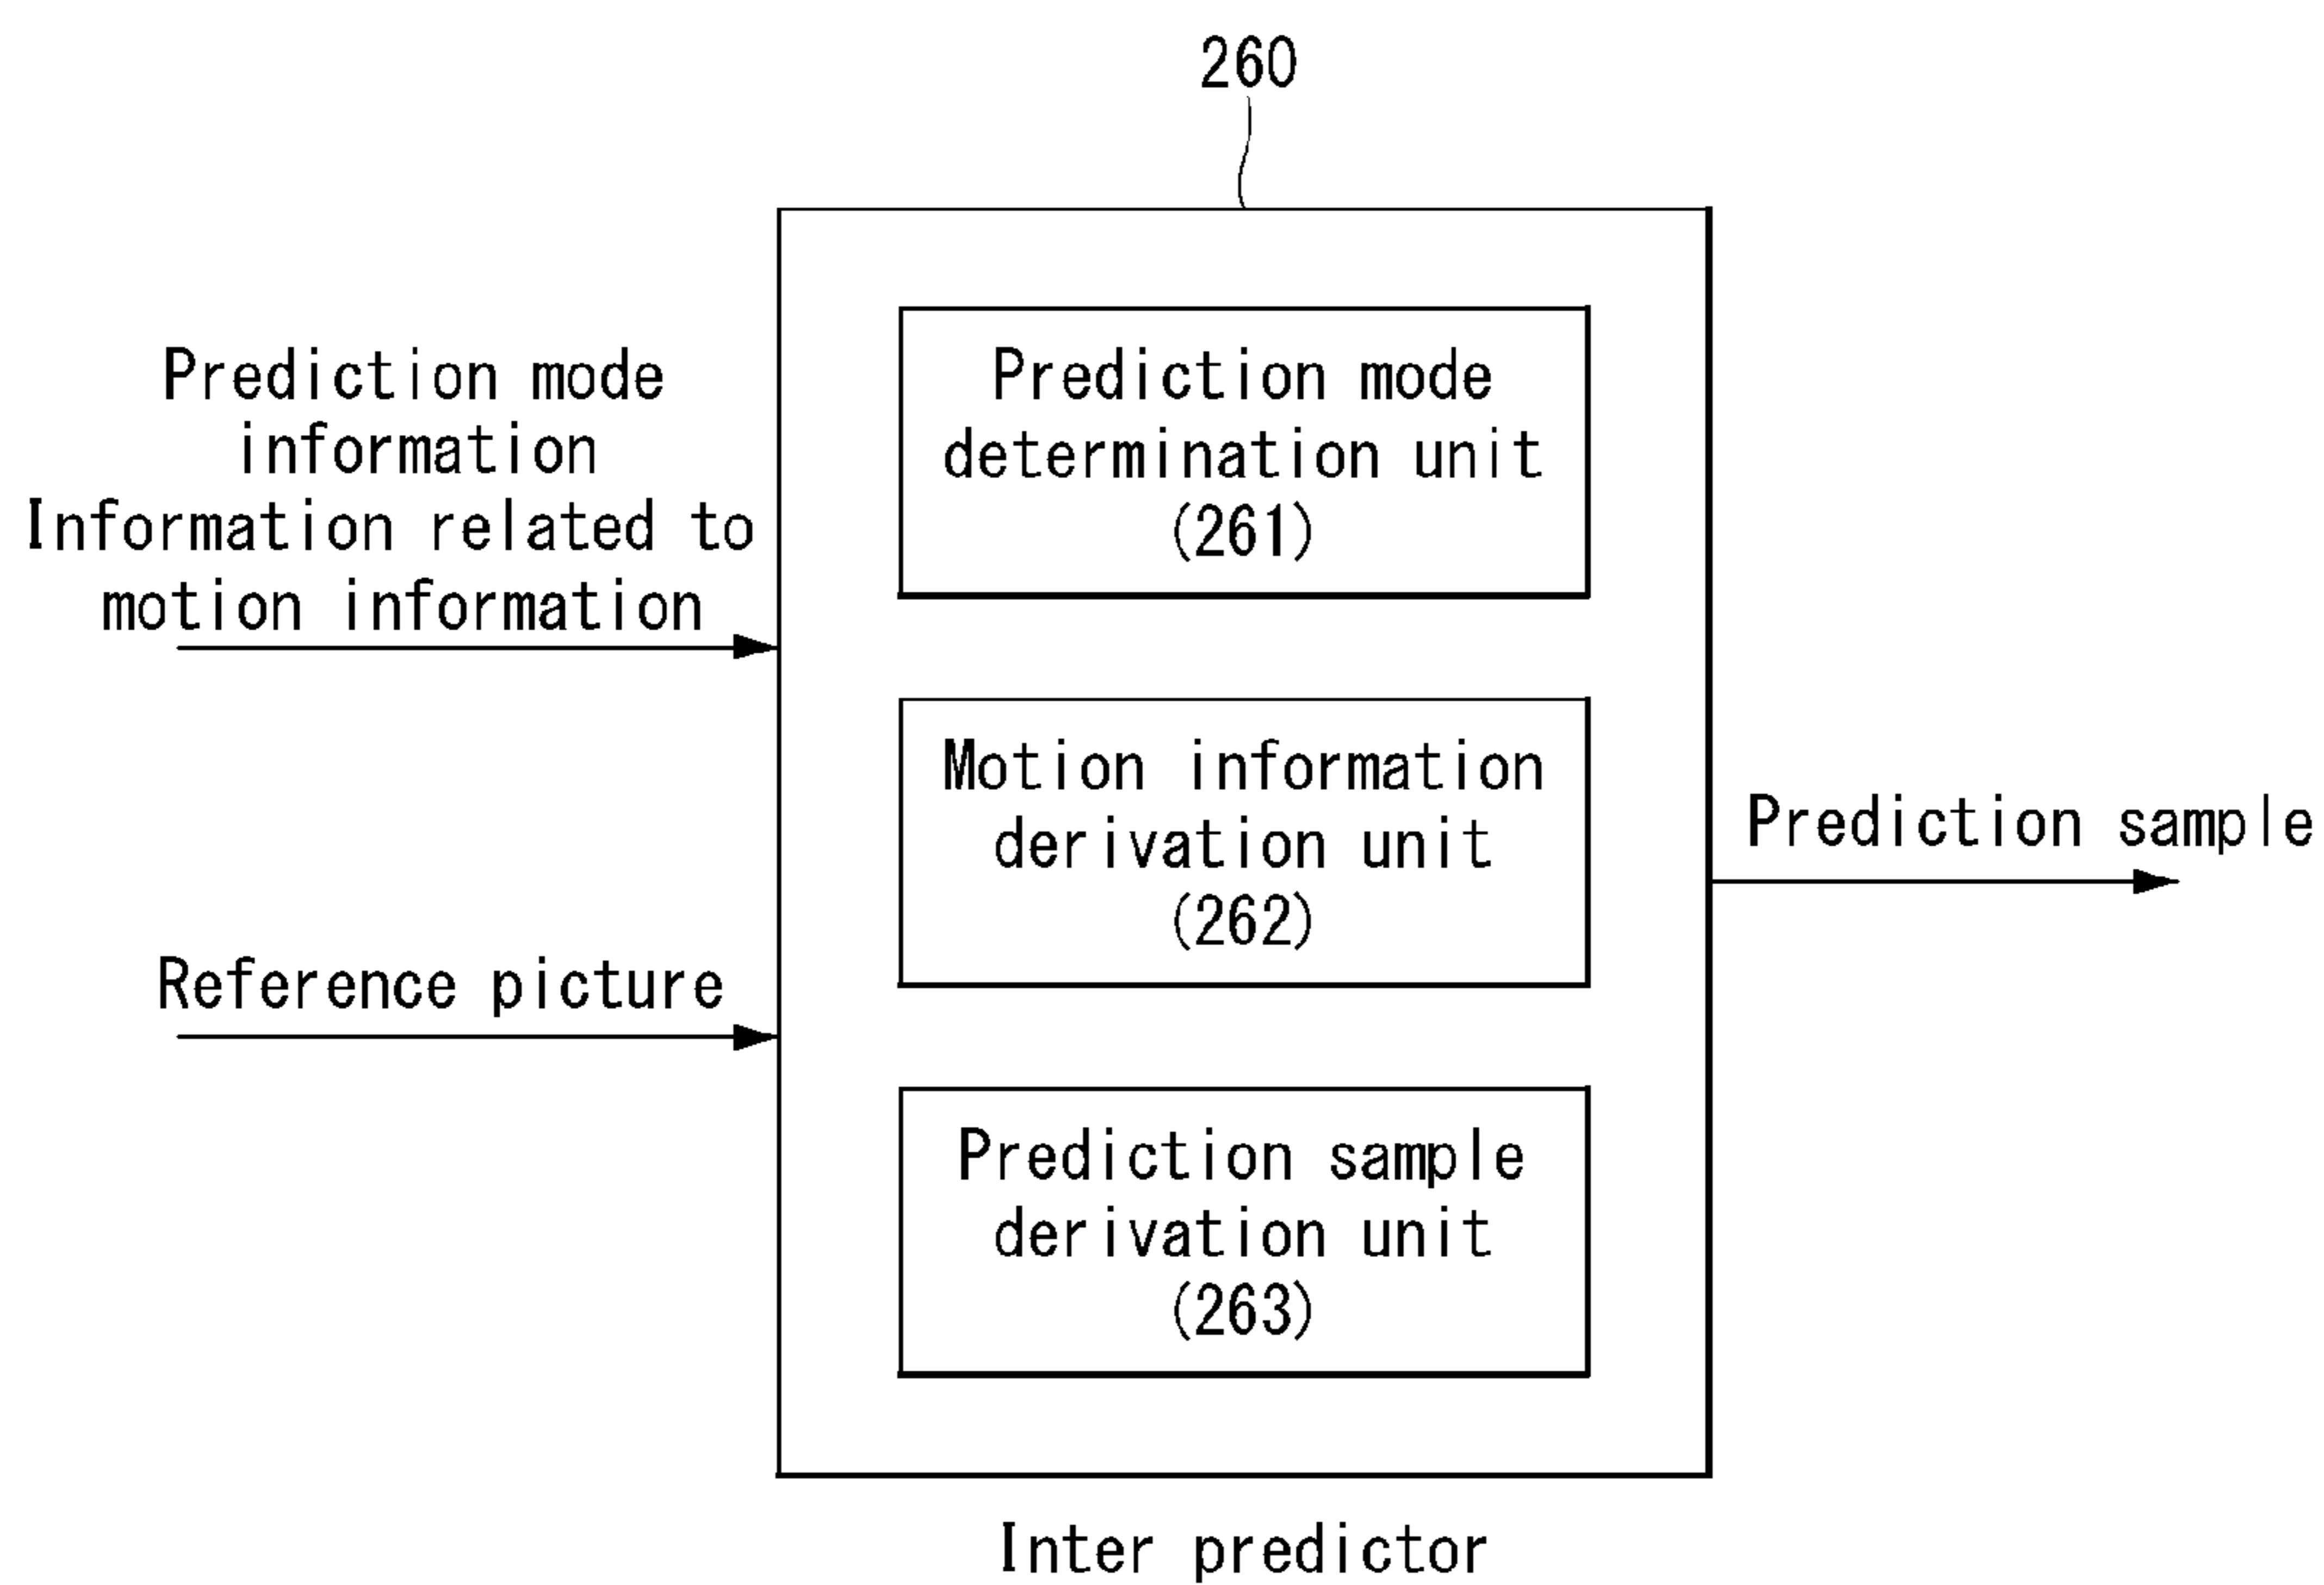 260
Prediction mode
information
Information related to
motion information
Reference picture
Prediction mode
determination unit
(261)
Motion information
derivation unit
(262)
Prediction sample
derivation unit
(263)
Prediction sample
Inter predictor